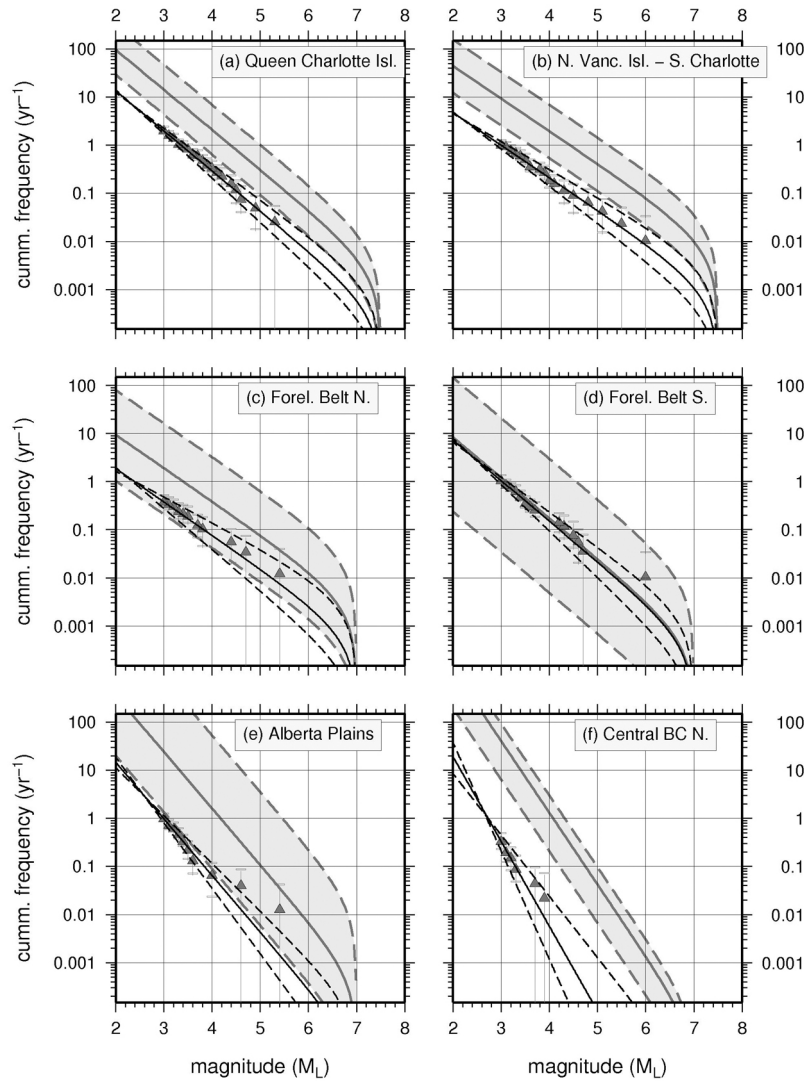 2 3 4 5 6 7 8 2 3 4 5 6 7 8
(a) Queen Charlotte Isl.
(b) N. Vanc. Isl. − S. Charlotte
100 100
10 10
1 1
0.1 0.1
0.01 0.01
0.001 0.001
cumm. frequency (yr⁻¹)
(c) Forel. Belt N.
(d) Forel. Belt S.
100 100
10 10
1 1
0.1 0.1
0.01 0.01
0.001 0.001
cumm. frequency (yr⁻¹)
(e) Alberta Plains
(f) Central BC N.
100 100
10 10
1 1
0.1 0.1
0.01 0.01
0.001 0.001
cumm. frequency (yr⁻¹)
2 3 4 5 6 7 8 2 3 4 5 6 7 8
magnitude (M_L) magnitude (M_L)